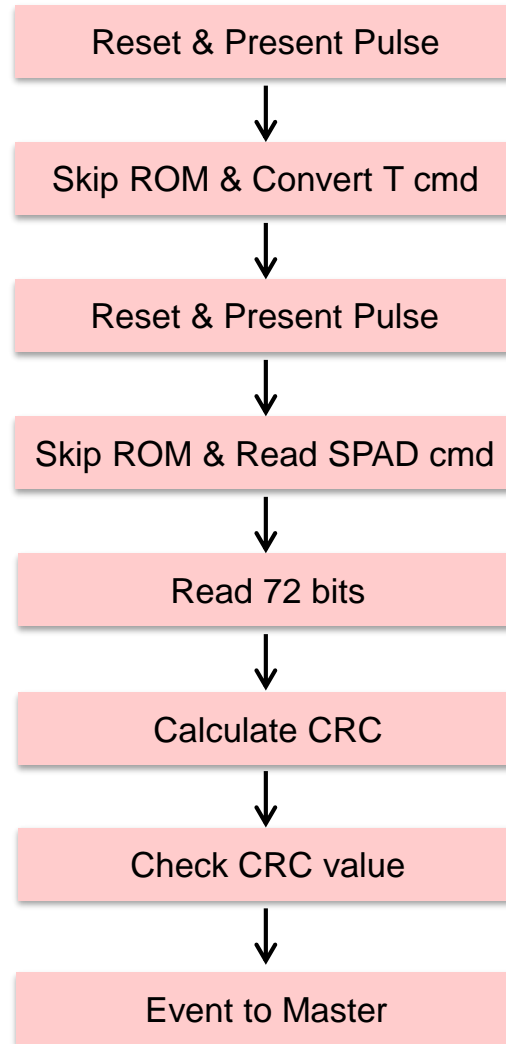 Reset & Present Pulse
Skip ROM & Convert T cmd
Reset & Present Pulse
Skip ROM & Read SPAD cmd
Read 72 bits
Calculate CRC
Check CRC value
Event to Master